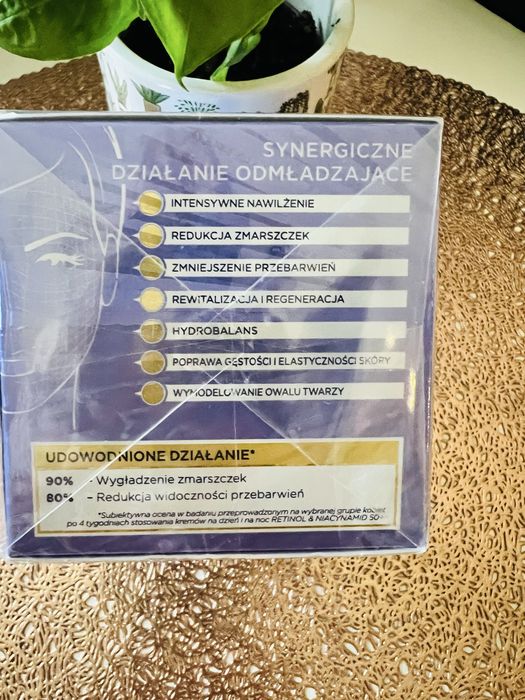 SYNERGICZNE
DZIAŁANIE ODMŁADZAJĄCE
INTENSYWNE NAWILŻENIE
REDUKCJA ZMARSZCZEK
ZMNIEJSZENIE PRZEBARWIEŃ
REWITALIZACJA I REGENERACJA
HYDROBALANS
POPRAWA GĘSTOŚCI I ELASTYCZNOŚCI SKÓRY
WYMODELOWANIE OWALU TWARZY
UDOWODNIONE DZIAŁANIE*
90% – Wygładzenie zmarszczek
80% – Redukcja widoczności przebarwień
*Subiektywna ocena w badaniu przeprowadzonym na wybranej grupie kobiet
po 4 tygodniach stosowania kremów na dzień i na noc RETINOL & NIACYNAMID 50+